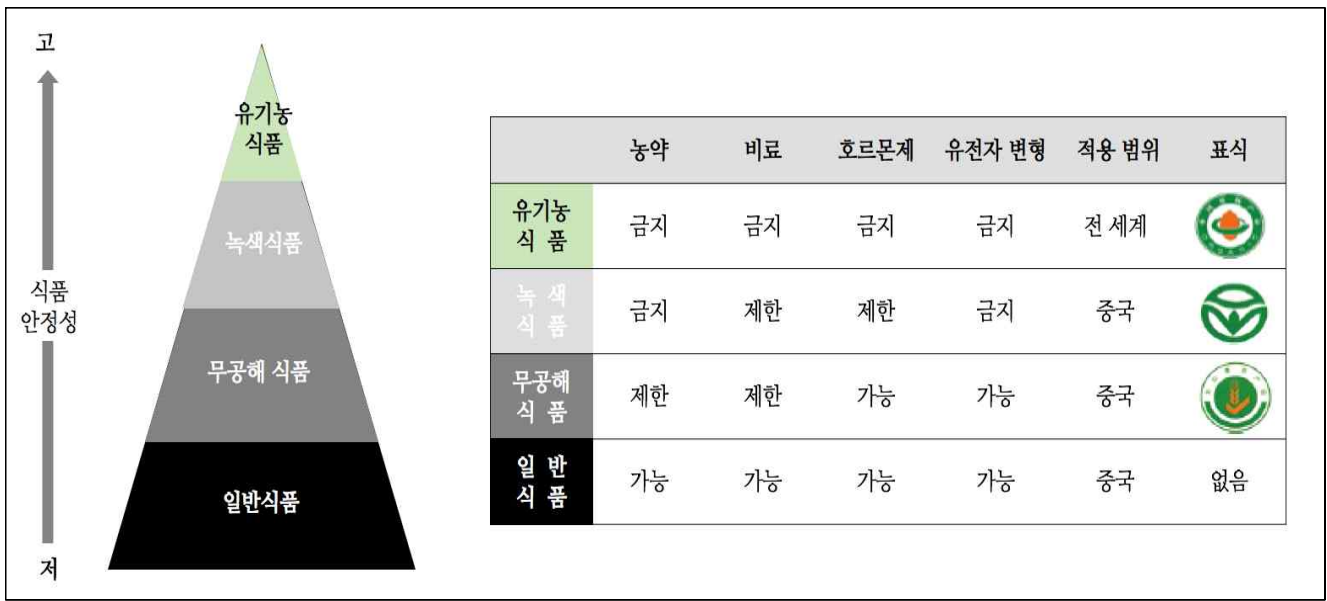 고
식품
안정성
저
유기농
식품
녹색식품
무공해 식품
일반식품
농약 비료 호르몬제 유전자 변형 적용 범위 표식
유기농
식 품
금지 금지 금지 금지 전 세계
녹 색
식 품
금지 제한 제한 금지 중국
무공해
식 품
제한 제한 가능 가능 중국
일 반
식 품
가능 가능 가능 가능 중국 없음